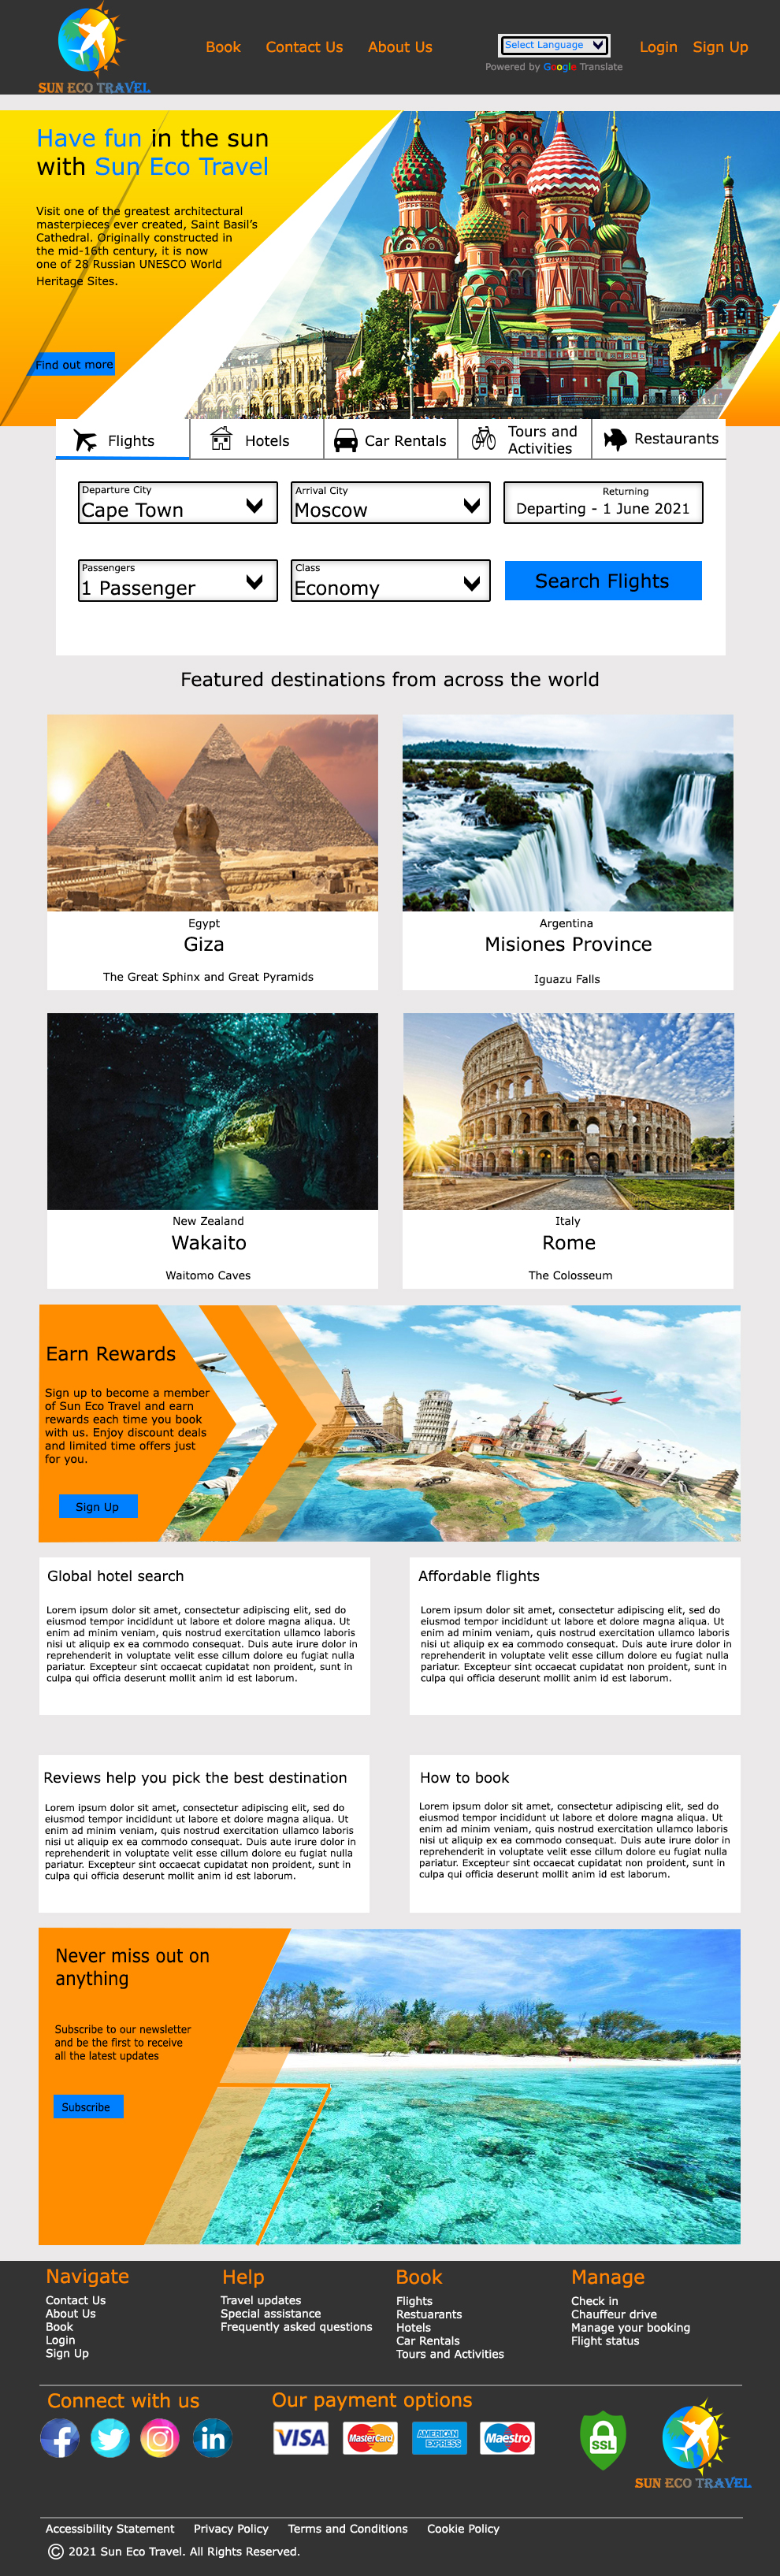 SUN ECO TRAVEL
Book
Contact Us
About Us
Select Language
Powered by Google Translate
Login
Sign Up
Have fun in the sun
with Sun Eco Travel
Visit one of the greatest architectural
masterpieces ever created, Saint Basil's
Cathedral. Originally constructed in
the mid-16th century, it is now
one of 28 Russian UNESCO World
Heritage Sites.
Find out more
Flights
Hotels
Car Rentals
Tours and
Activities
Restaurants
Departure City
Cape Town
Arrival City
Moscow
Returning
Departing - 1 June 2021
Passengers
1 Passenger
Class
Economy
Search Flights
Featured destinations from across the world
Egypt
Giza
The Great Sphinx and Great Pyramids
Argentina
Misiones Province
Iguazu Falls
New Zealand
Wakaito
Waitomo Caves
Italy
Rome
The Colosseum
Earn Rewards
Sign up to become a member
of Sun Eco Travel and earn
rewards each time you book
with us. Enjoy discount deals
and limited time offers just
for you.
Sign Up
Global hotel search
Lorem ipsum dolor sit amet, consectetur adipiscing elit, sed do
eiusmod tempor incididunt ut labore et dolore magna aliqua. Ut
enim ad minim veniam, quis nostrud exercitation ullamco laboris
nisi ut aliquip ex ea commodo consequat. Duis aute irure dolor in
reprehenderit in voluptate velit esse cillum dolore eu fugiat nulla
pariatur. Excepteur sint occaecat cupidatat non proident, sunt in
culpa qui officia deserunt mollit anim id est laborum.
Affordable flights
Lorem ipsum dolor sit amet, consectetur adipiscing elit, sed do
eiusmod tempor incididunt ut labore et dolore magna aliqua. Ut
enim ad minim veniam, quis nostrud exercitation ullamco laboris
nisi ut aliquip ex ea commodo consequat. Duis aute irure dolor in
reprehenderit in voluptate velit esse cillum dolore eu fugiat nulla
pariatur. Excepteur sint occaecat cupidatat non proident, sunt in
culpa qui officia deserunt mollit anim id est laborum.
Reviews help you pick the best destination
Lorem ipsum dolor sit amet, consectetur adipiscing elit, sed do
eiusmod tempor incididunt ut labore et dolore magna aliqua. Ut
enim ad minim veniam, quis nostrud exercitation ullamco laboris
nisi ut aliquip ex ea commodo consequat. Duis aute irure dolor in
reprehenderit in voluptate velit esse cillum dolore eu fugiat nulla
pariatur. Excepteur sint occaecat cupidatat non proident, sunt in
culpa qui officia deserunt mollit anim id est laborum.
How to book
Lorem ipsum dolor sit amet, consectetur adipiscing elit, sed do
eiusmod tempor incididunt ut labore et dolore magna aliqua. Ut
enim ad minim veniam, quis nostrud exercitation ullamco laboris
nisi ut aliquip ex ea commodo consequat. Duis aute irure dolor in
reprehenderit in voluptate velit esse cillum dolore eu fugiat nulla
pariatur. Excepteur sint occaecat cupidatat non proident, sunt in
culpa qui officia deserunt mollit anim id est laborum.
Never miss out on
anything
Subscribe to our newsletter
and be the first to receive
all the latest updates
Subscribe
Navigate
Contact Us
About Us
Book
Login
Sign Up
Help
Travel updates
Special assistance
Frequently asked questions
Book
Flights
Restuarants
Hotels
Car Rentals
Tours and Activities
Manage
Check in
Chauffeur drive
Manage your booking
Flight status
Connect with us
f
in
Our payment options
VISA
MasterCard
AMERICAN
EXPRESS
Maestro
SSL
SUN ECO TRAVEL
Accessibility Statement
Privacy Policy
Terms and Conditions
Cookie Policy
© 2021 Sun Eco Travel. All Rights Reserved.